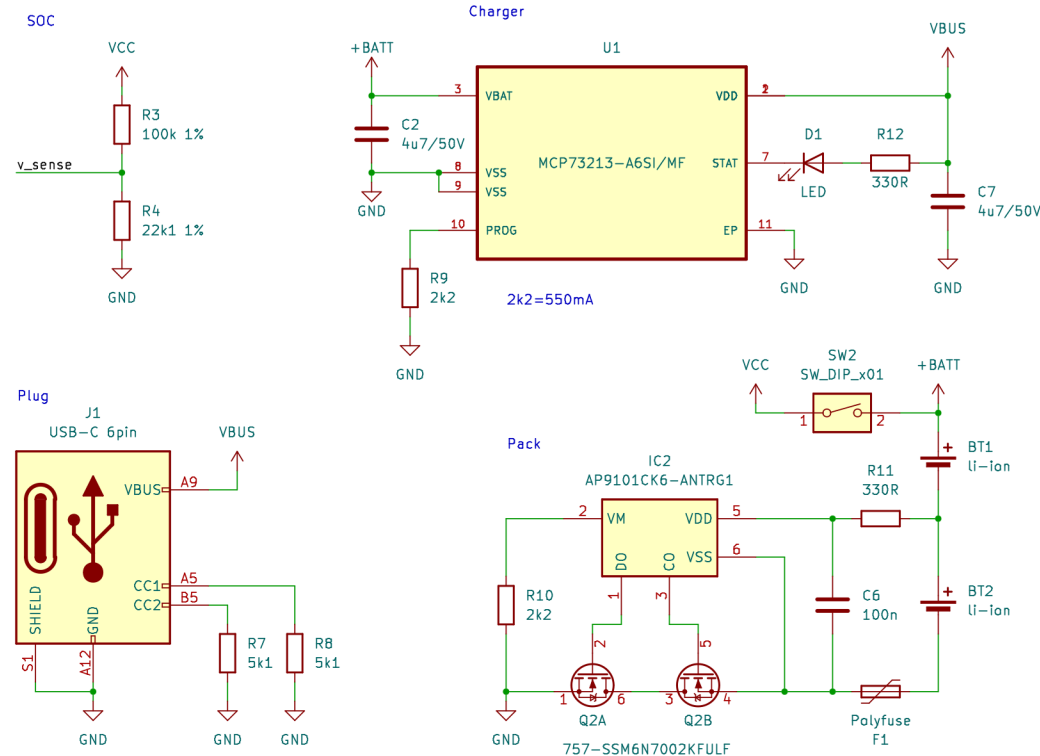 SOC
VCC
R3
100k 1%
v_sense
R4
22k1 1%
GND
Charger
+BATT
U1
VBUS
3
VBAT
VDD
C2
4u7/50V
MCP73213-A6SI/MF
STAT
7
D1
LED
R12
330R
8
VSS
9
VSS
GND
C7
4u7/50V
10
PROG
EP
11
R9
2k2
GND
GND
GND
2k2=550mA
Plug
J1
USB-C 6pin
VBUS
VBUS
A9
CC1
A5
CC2
B5
SHIELD
GND
S1
A12
R7
5k1
R8
5k1
GND
GND
GND
Pack
VCC
SW2
SW_DIP_x01
+BATT
1
2
BT1
li-ion
IC2
AP9101CK6-ANTRG1
R11
330R
2
VM
VDD
5
VSS
6
DO
CO
1
3
R10
2k2
C6
100n
BT2
li-ion
2
5
1
6
3
4
GND
Q2A
Q2B
757-SSM6N7002KFULF
Polyfuse
F1